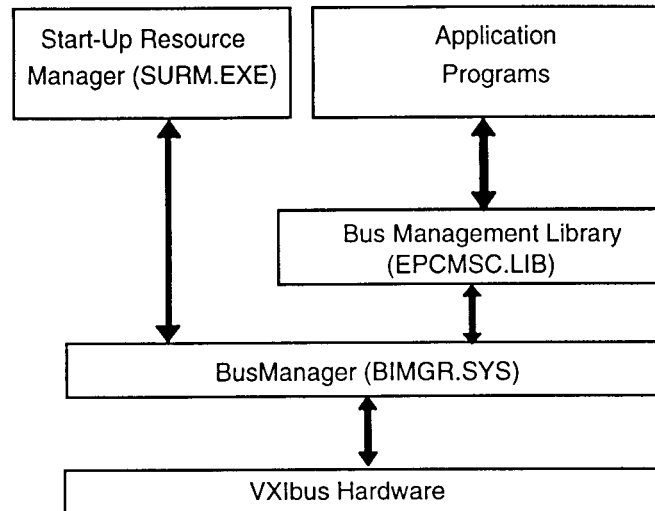 Start-Up Resource
Manager (SURM.EXE)
Application
Programs
Bus Management Library
(EPCMSC.LIB)
BusManager (BIMGR.SYS)
VXIbus Hardware